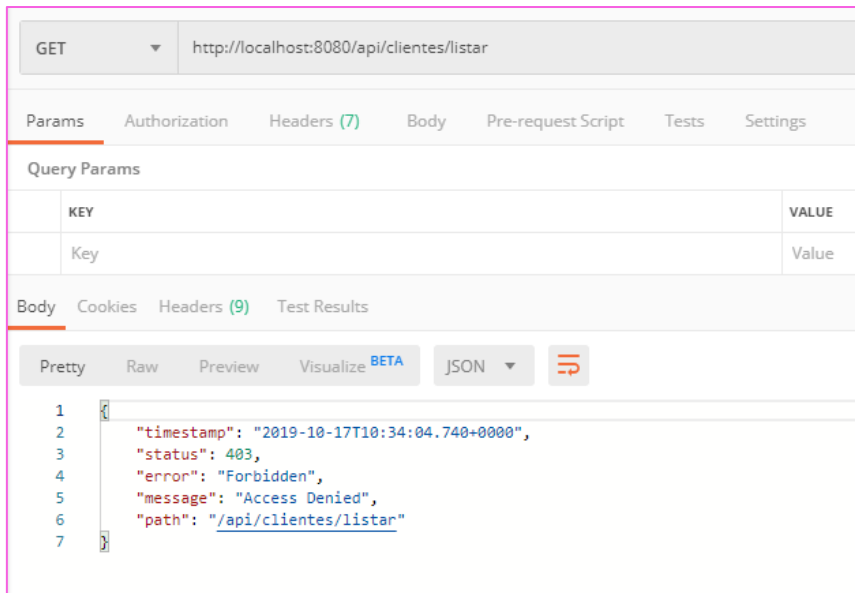 GET http://localhost:8080/api/clientes/listar
Params Authorization Headers (7) Body Pre-request Script Tests Settings
Query Params
KEY VALUE
Key Value
Body Cookies Headers (9) Test Results
Pretty Raw Preview Visualize BETA JSON
1 {
2 "timestamp": "2019-10-17T10:34:04.740+0000",
3 "status": 403,
4 "error": "Forbidden",
5 "message": "Access Denied",
6 "path": "/api/clientes/listar"
7 }